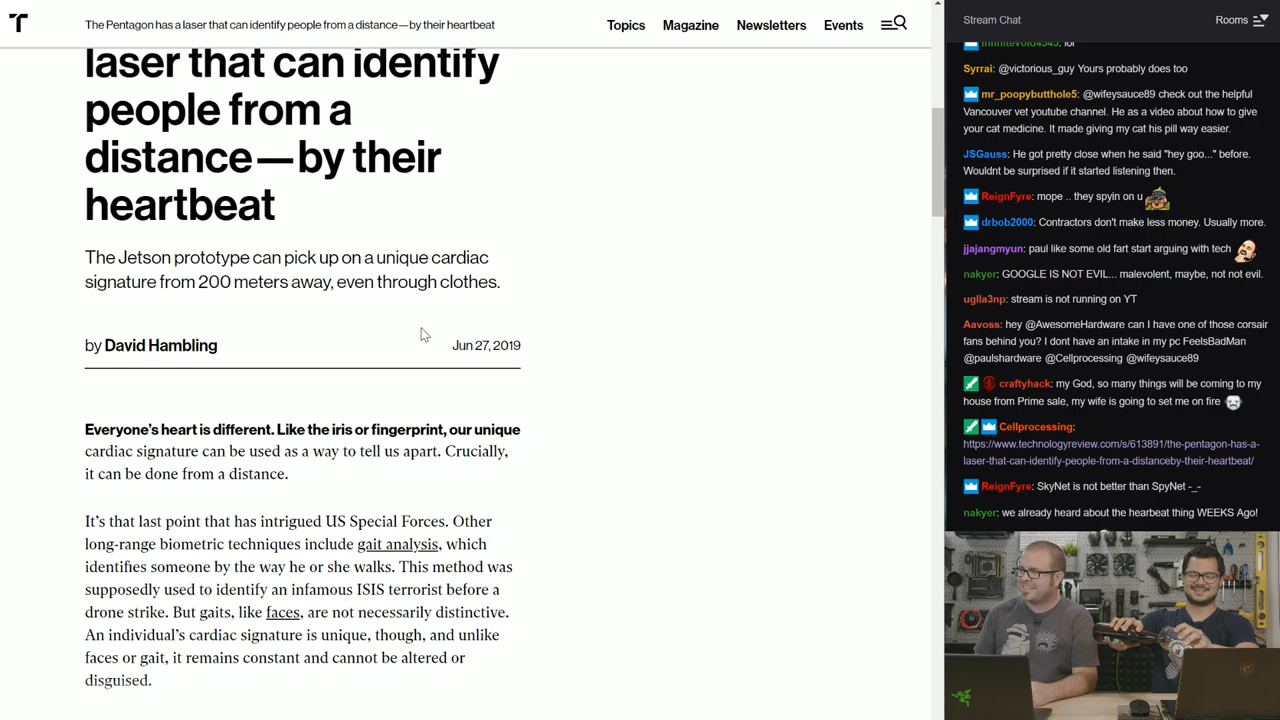 The Pentagon has a laser that can identify people from a distance—by their heartbeat
Topics
Magazine
Newsletters
Events
laser that can identify
people from a
distance—by their
heartbeat
The Jetson prototype can pick up on a unique cardiac
signature from 200 meters away, even through clothes.
by David Hambling
Jun 27, 2019
Everyone’s heart is different. Like the iris or fingerprint, our unique
cardiac signature can be used as a way to tell us apart. Crucially,
it can be done from a distance.
It’s that last point that has intrigued US Special Forces. Other
long-range biometric techniques include gait analysis, which
identifies someone by the way he or she walks. This method was
supposedly used to identify an infamous ISIS terrorist before a
drone strike. But gaits, like faces, are not necessarily distinctive.
An individual’s cardiac signature is unique, though, and unlike
faces or gait, it remains constant and cannot be altered or
disguised.
Stream Chat
Rooms
infinitevoid4545: lol
Syrrai: @victorious_guy Yours probably does too
mr_poopybutthole5: @wifeysauce89 check out the helpful
Vancouver vet youtube channel. He as a video about how to give
your cat medicine. It made giving my cat his pill way easier.
JSGauss: He got pretty close when he said "hey goo..." before.
Wouldnt be surprised if it started listening then.
ReignFyre: mope .. they spyin on u
drbob2000: Contractors don't make less money. Usually more.
jjajangmyun: paul like some old fart start arguing with tech
nakyer: GOOGLE IS NOT EVIL... malevolent, maybe, not not evil.
uglla3np: stream is not running on YT
Aavoss: hey @AwesomeHardware can I have one of those corsair
fans behind you? I dont have an intake in my pc FeelsBadMan
@paulshardware @Cellprocessing @wifeysauce89
craftyhack: my God, so many things will be coming to my
house from Prime sale, my wife is going to set me on fire
Cellprocessing:
https://www.technologyreview.com/s/613891/the-pentagon-has-a-
laser-that-can-identify-people-from-a-distanceby-their-heartbeat/
ReignFyre: SkyNet is not better than SpyNet -_-
nakyer: we already heard about the hearbeat thing WEEKS Ago!